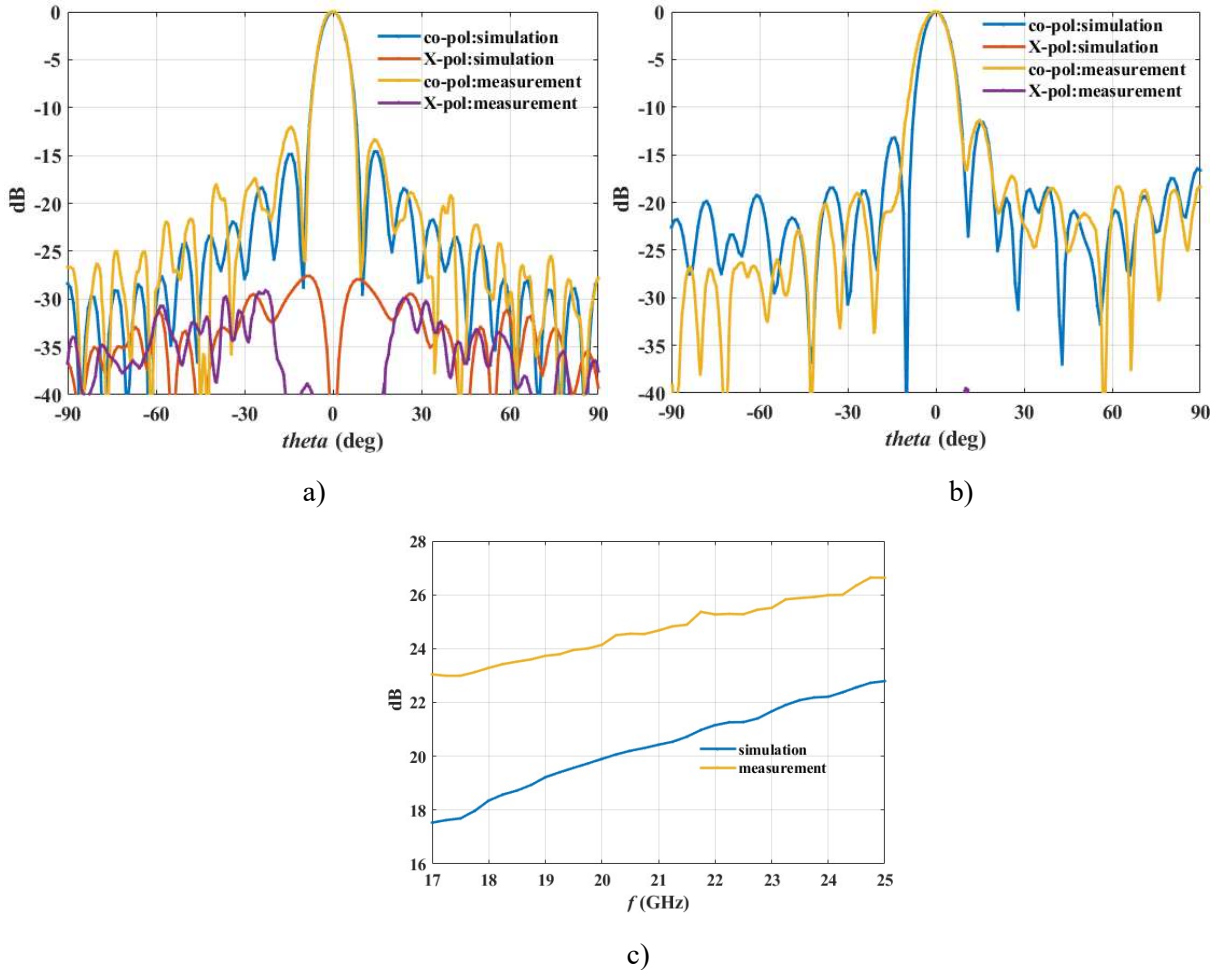 0
-5
-10
-15
-20
-25
-30
-35
-40
dB
co-pol:simulation
X-pol:simulation
co-pol:measurement
X-pol:measurement
-90 -60 -30 0 30 60 90
theta (deg)
a)
0
-5
-10
-15
-20
-25
-30
-35
-40
dB
co-pol:simulation
X-pol:simulation
co-pol:measurement
X-pol:measurement
-90 -60 -30 0 30 60 90
theta (deg)
b)
28
26
24
22
20
18
16
dB
simulation
measurement
17 18 19 20 21 22 23 24 25
f (GHz)
c)